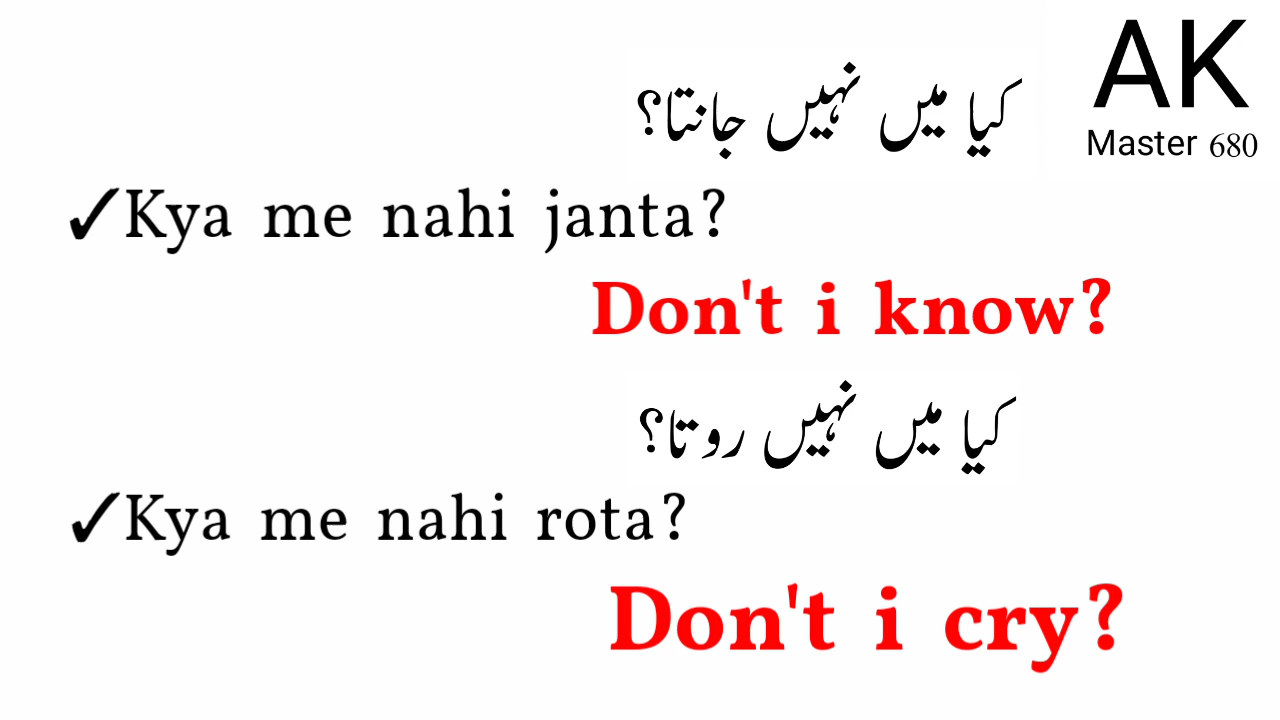 AK
Master 680
کیا میں نہیں جانتا؟
✓Kya me nahi janta?
Don't i know?
کیا میں نہیں روتا؟
✓Kya me nahi rota?
Don't i cry?